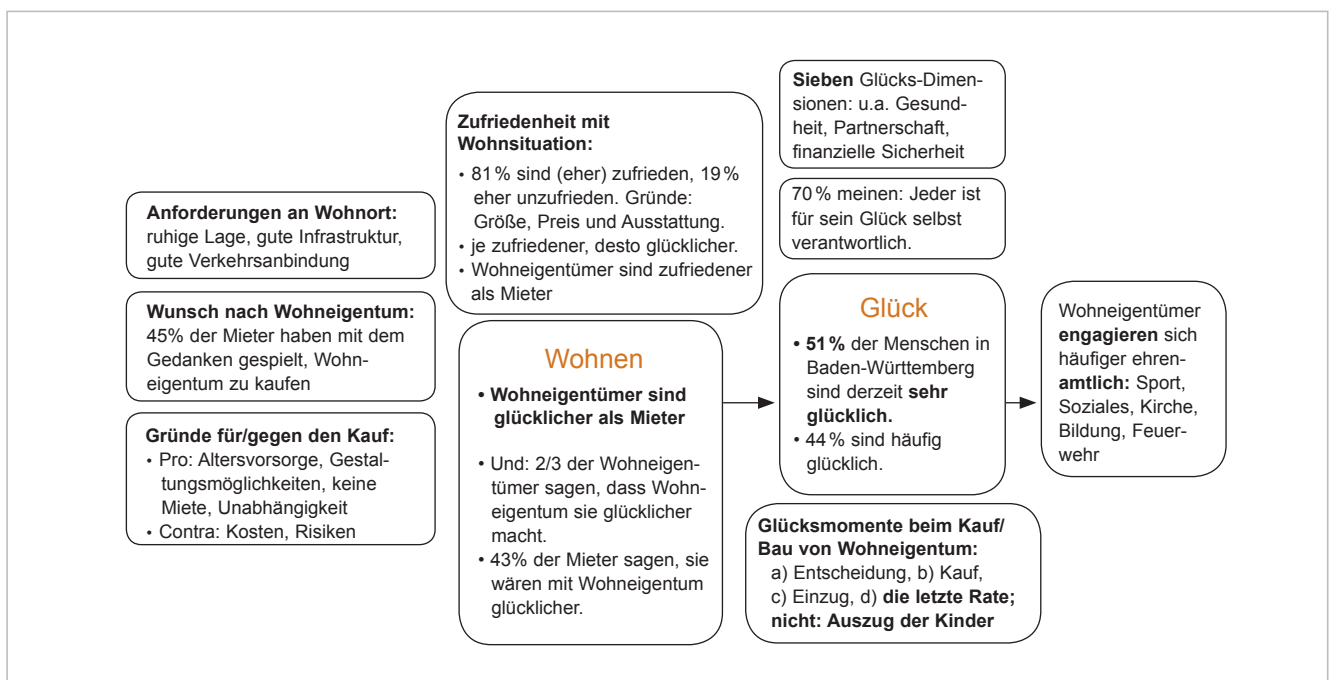 Anforderungen an Wohnort:
ruhige Lage, gute Infrastruktur,
gute Verkehrsanbindung
Wunsch nach Wohneigentum:
45% der Mieter haben mit dem
Gedanken gespielt, Wohn-
eigentum zu kaufen
Gründe für/gegen den Kauf:
• Pro: Altersvorsorge, Gestal-
tungsmöglichkeiten, keine
Miete, Unabhängigkeit
• Contra: Kosten, Risiken
Zufriedenheit mit
Wohnsituation:
• 81% sind (eher) zufrieden, 19%
eher unzufrieden. Gründe:
Größe, Preis und Ausstattung.
• je zufriedener, desto glücklicher.
• Wohneigentümer sind zufriedener
als Mieter
Wohnen
• Wohneigentümer sind
glücklicher als Mieter
• Und: 2/3 der Wohneigen-
tümer sagen, dass Wohn-
eigentum sie glücklicher
macht.
• 43% der Mieter sagen, sie
wären mit Wohneigentum
glücklicher.
Sieben Glücks-Dimen-
sionen: u.a. Gesund-
heit, Partnerschaft,
finanzielle Sicherheit
70% meinen: Jeder ist
für sein Glück selbst
verantwortlich.
Glück
• 51% der Menschen in
Baden-Württemberg
sind derzeit sehr
glücklich.
• 44% sind häufig
glücklich.
Glücksmomente beim Kauf/
Bau von Wohneigentum:
a) Entscheidung, b) Kauf,
c) Einzug, d) die letzte Rate;
nicht: Auszug der Kinder
Wohneigentümer
engagieren sich
häufiger ehren-
amtlich: Sport,
Soziales, Kirche,
Bildung, Feuer-
wehr